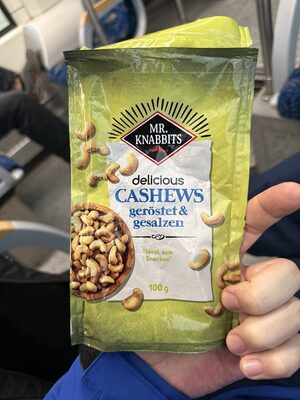 MR.
KNABBITS
delicious
CASHEWS
geröstet &
gesalzen
"Ideal zum
Snacken"
100 g